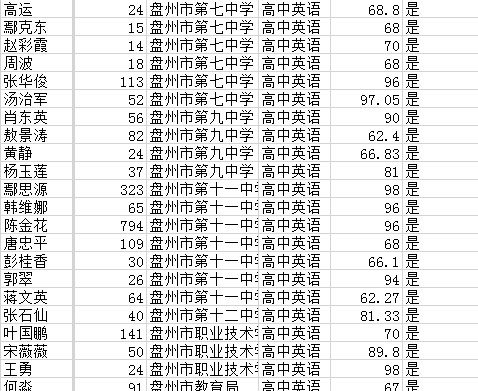 高运 24 盘州市第七中学 高中英语 68.8 是
鄢克东 15 盘州市第七中学 高中英语 68 是
赵彩霞 14 盘州市第七中学 高中英语 70 是
周波 18 盘州市第七中学 高中英语 68 是
张华俊 113 盘州市第七中学 高中英语 96 是
汤治军 52 盘州市第七中学 高中英语 97.05 是
肖东英 56 盘州市第九中学 高中英语 90 是
敖景涛 82 盘州市第九中学 高中英语 62.4 是
黄静 24 盘州市第九中学 高中英语 66.83 是
杨玉莲 37 盘州市第九中学 高中英语 81 是
鄢思源 323 盘州市第十一中学 高中英语 98 是
韩维娜 65 盘州市第十一中学 高中英语 96 是
陈金花 794 盘州市第十一中学 高中英语 96 是
唐忠平 109 盘州市第十一中学 高中英语 68 是
彭桂香 30 盘州市第十一中学 高中英语 66.1 是
郭翠 26 盘州市第十一中学 高中英语 94 是
蒋文英 64 盘州市第十一中学 高中英语 62.27 是
张石仙 40 盘州市第十二中学 高中英语 81.33 是
叶国鹏 141 盘州市职业技术学 高中英语 70 是
宋薇薇 50 盘州市职业技术学 高中英语 89.8 是
王勇 24 盘州市职业技术学 高中英语 98 是
何淼 91 盘州市教育局 高中英语 67 是